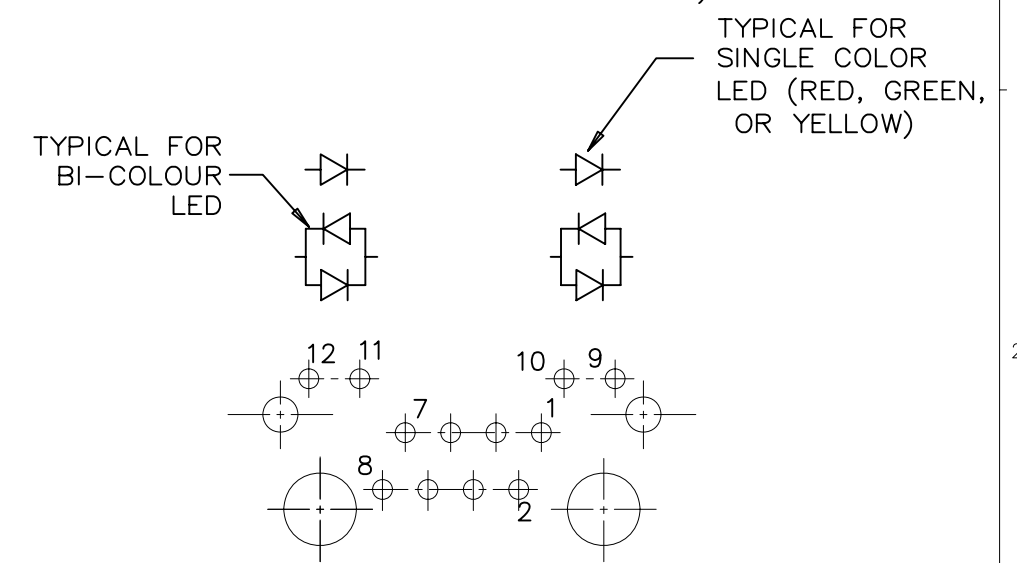 TYPICAL FOR
SINGLE COLOR
LED (RED, GREEN,
OR YELLOW)
TYPICAL FOR
BI-COLOUR
LED
12 11 10 9
7 1
8
2